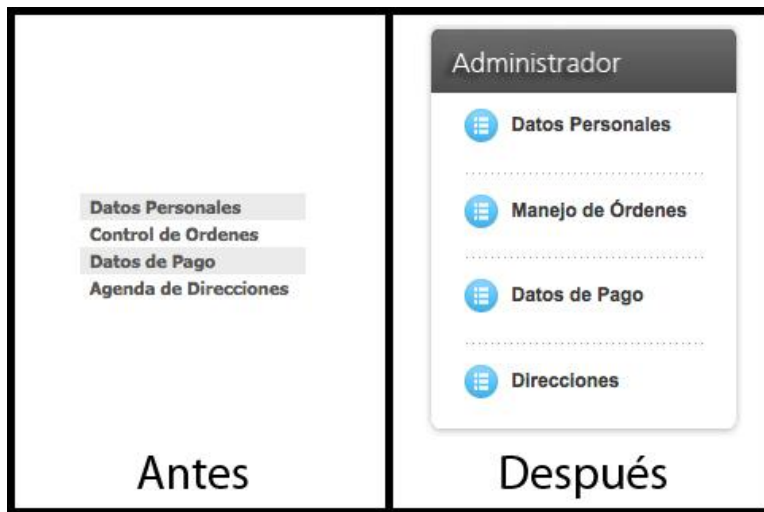 Datos Personales
Control de Ordenes
Datos de Pago
Agenda de Direcciones
Antes
Administrador
Datos Personales
Manejo de Órdenes
Datos de Pago
Direcciones
Después